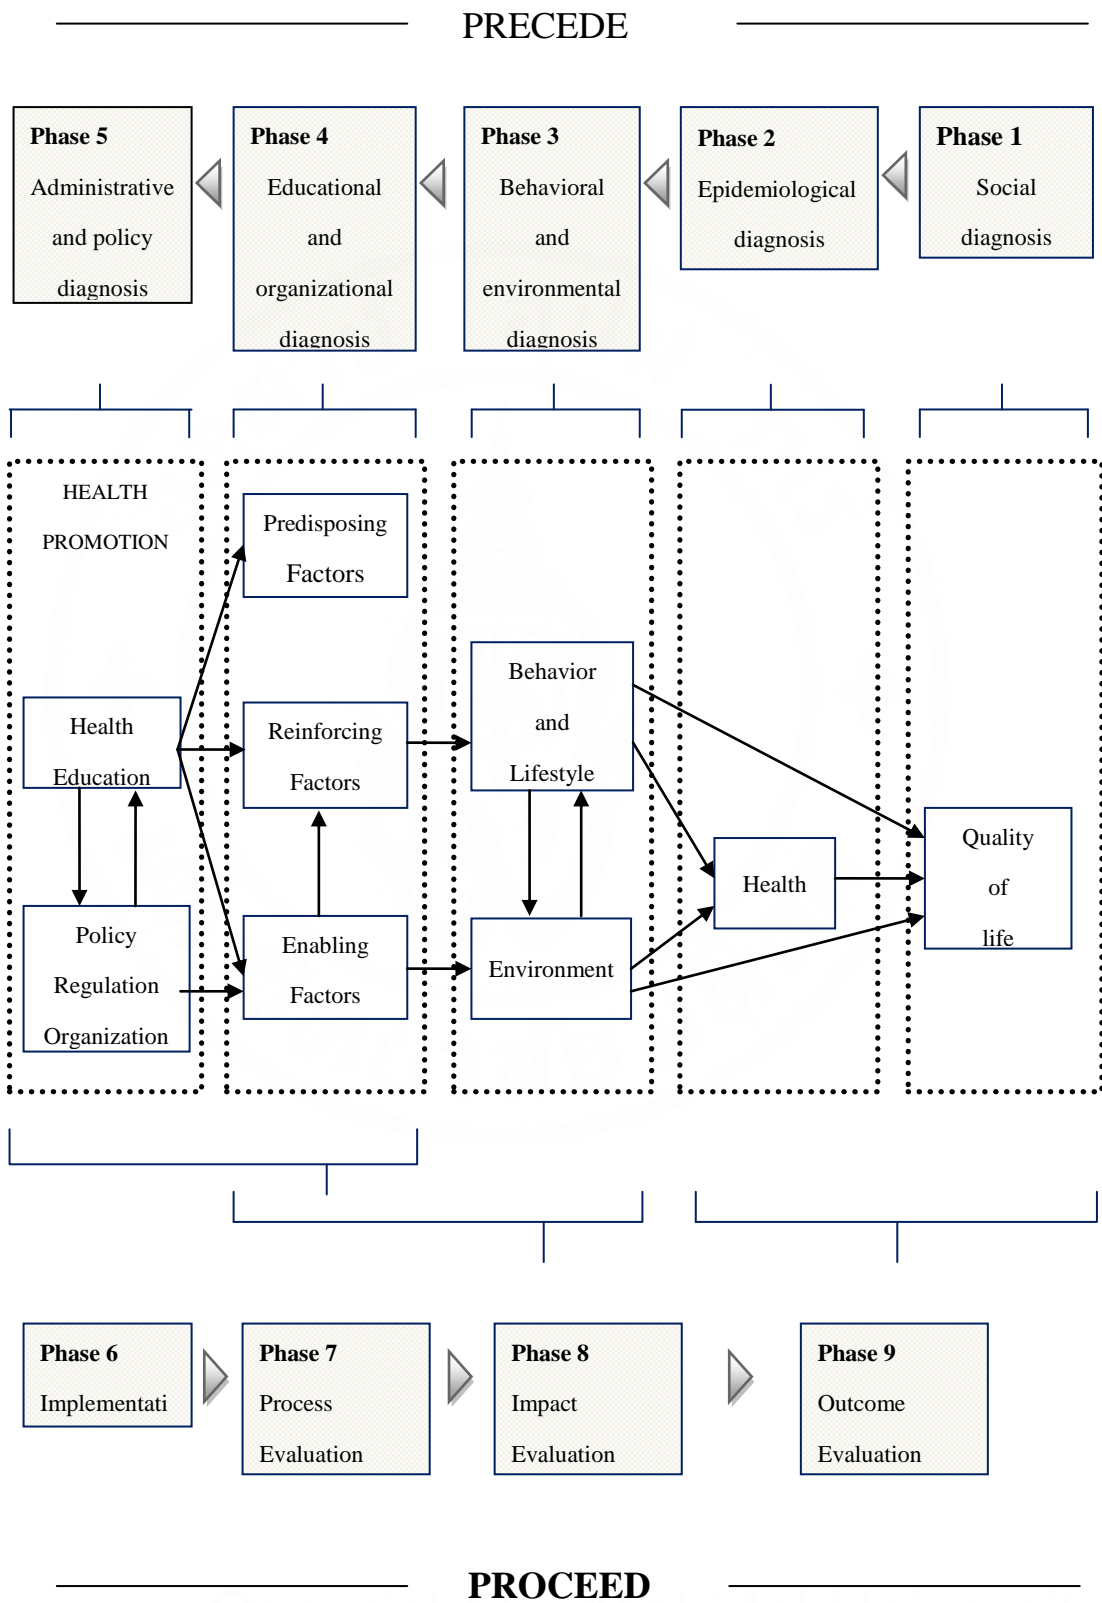 PRECEDE
Phase 5
Administrative
and policy
diagnosis
Phase 4
Educational
and
organizational
diagnosis
Phase 3
Behavioral
and
environmental
diagnosis
Phase 2
Epidemiological
diagnosis
Phase 1
Social
diagnosis
HEALTH
PROMOTION
Health
Education
Policy
Regulation
Organization
Predisposing
Factors
Reinforcing
Factors
Enabling
Factors
Behavior
and
Lifestyle
Environment
Health
Quality
of
life
Phase 6
Implementati
Phase 7
Process
Evaluation
Phase 8
Impact
Evaluation
Phase 9
Outcome
Evaluation
PROCEED